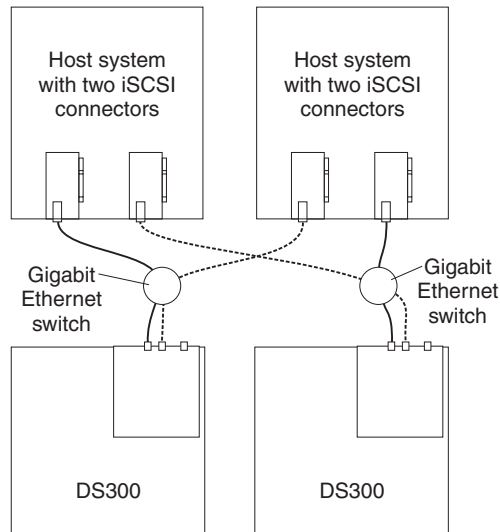 Host system
with two iSCSI
connectors
Host system
with two iSCSI
connectors
Gigabit
Ethernet
switch
Gigabit
Ethernet
switch
DS300
DS300